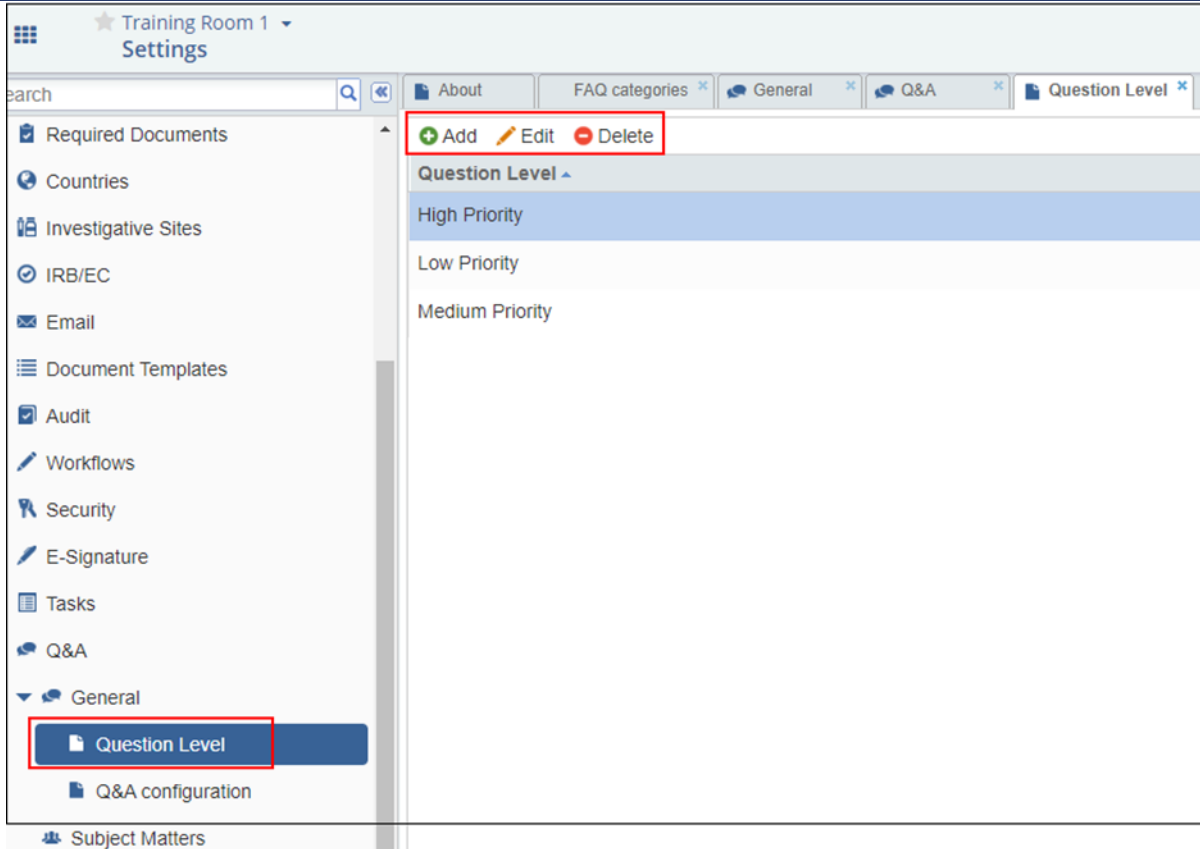 Training Room 1
Settings
earch
About
FAQ categories
General
Q&A
Question Level
Required Documents
Countries
Investigative Sites
IRB/EC
Email
Document Templates
Audit
Workflows
Security
E-Signature
Tasks
Q&A
General
Question Level
Q&A configuration
Subject Matters
Add Edit Delete
Question Level
High Priority
Low Priority
Medium Priority